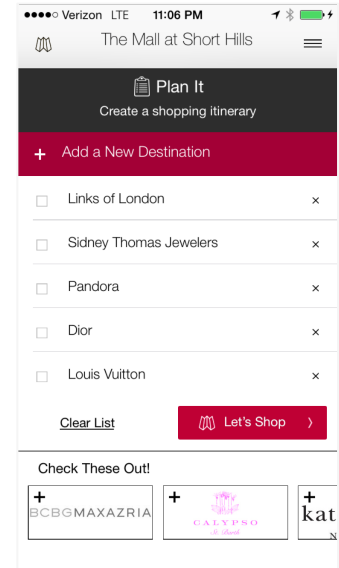 Verizon LTE 11:06 PM
The Mall at Short Hills
Plan It
Create a shopping itinerary
+ Add a New Destination
Links of London ×
Sidney Thomas Jewelers ×
Pandora ×
Dior ×
Louis Vuitton ×
Clear List
Let's Shop
Check These Out!
+ + +
BCBGMAXAZRIA
CALYPSO
St. Barth
kat
N